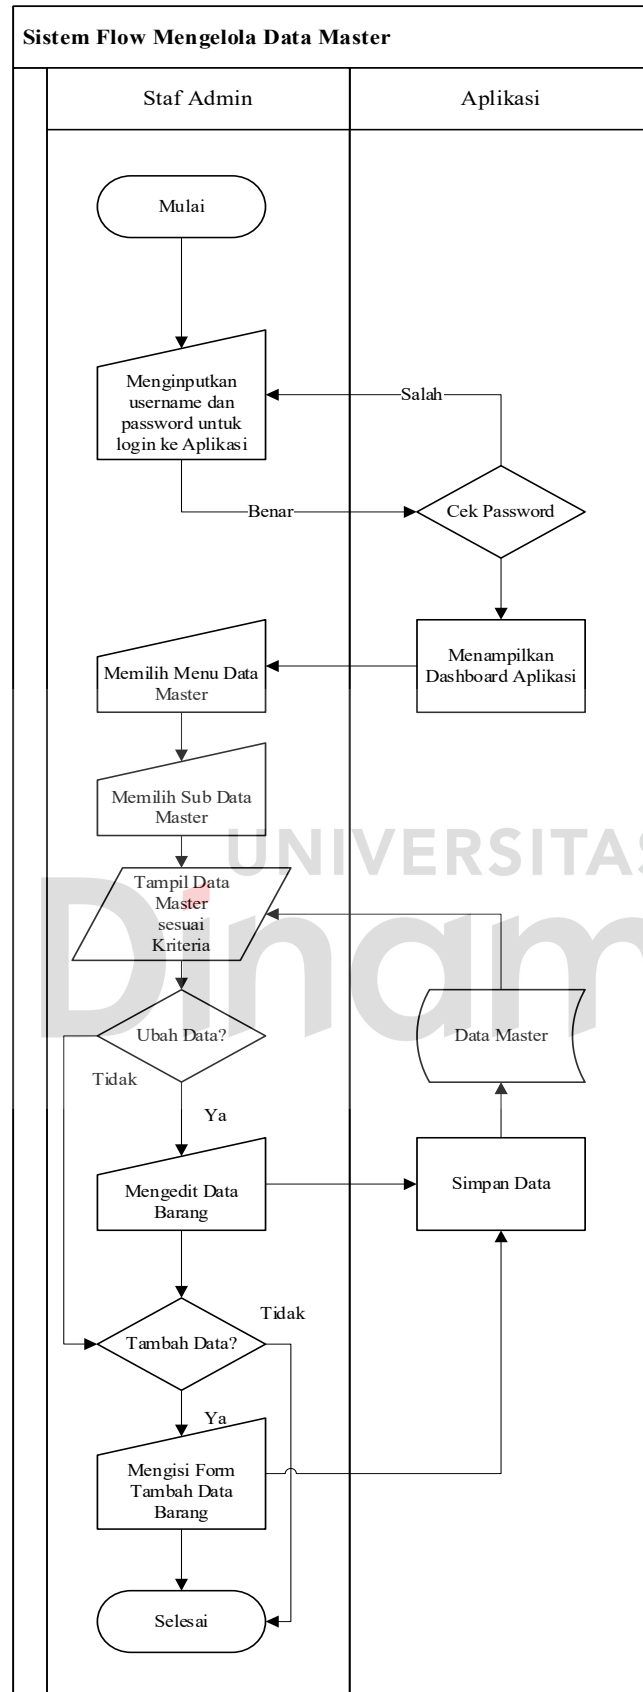 Sistem Flow Mengelola Data Master
Staf Admin
Aplikasi
Mulai
Menginputkan
username dan
password untuk
login ke Aplikasi
Salah
Benar
Cek Password
Menampilkan
Dashboard Aplikasi
Memilih Menu Data
Master
Memilih Sub Data
Master
UNIVERSITAS
Dinam
Tampil Data
Master
sesuai
Kriteria
Ubah Data?
Data Master
Tidak
Ya
Mengedit Data
Barang
Simpan Data
Tidak
Tambah Data?
Ya
Mengisi Form
Tambah Data
Barang
Selesai